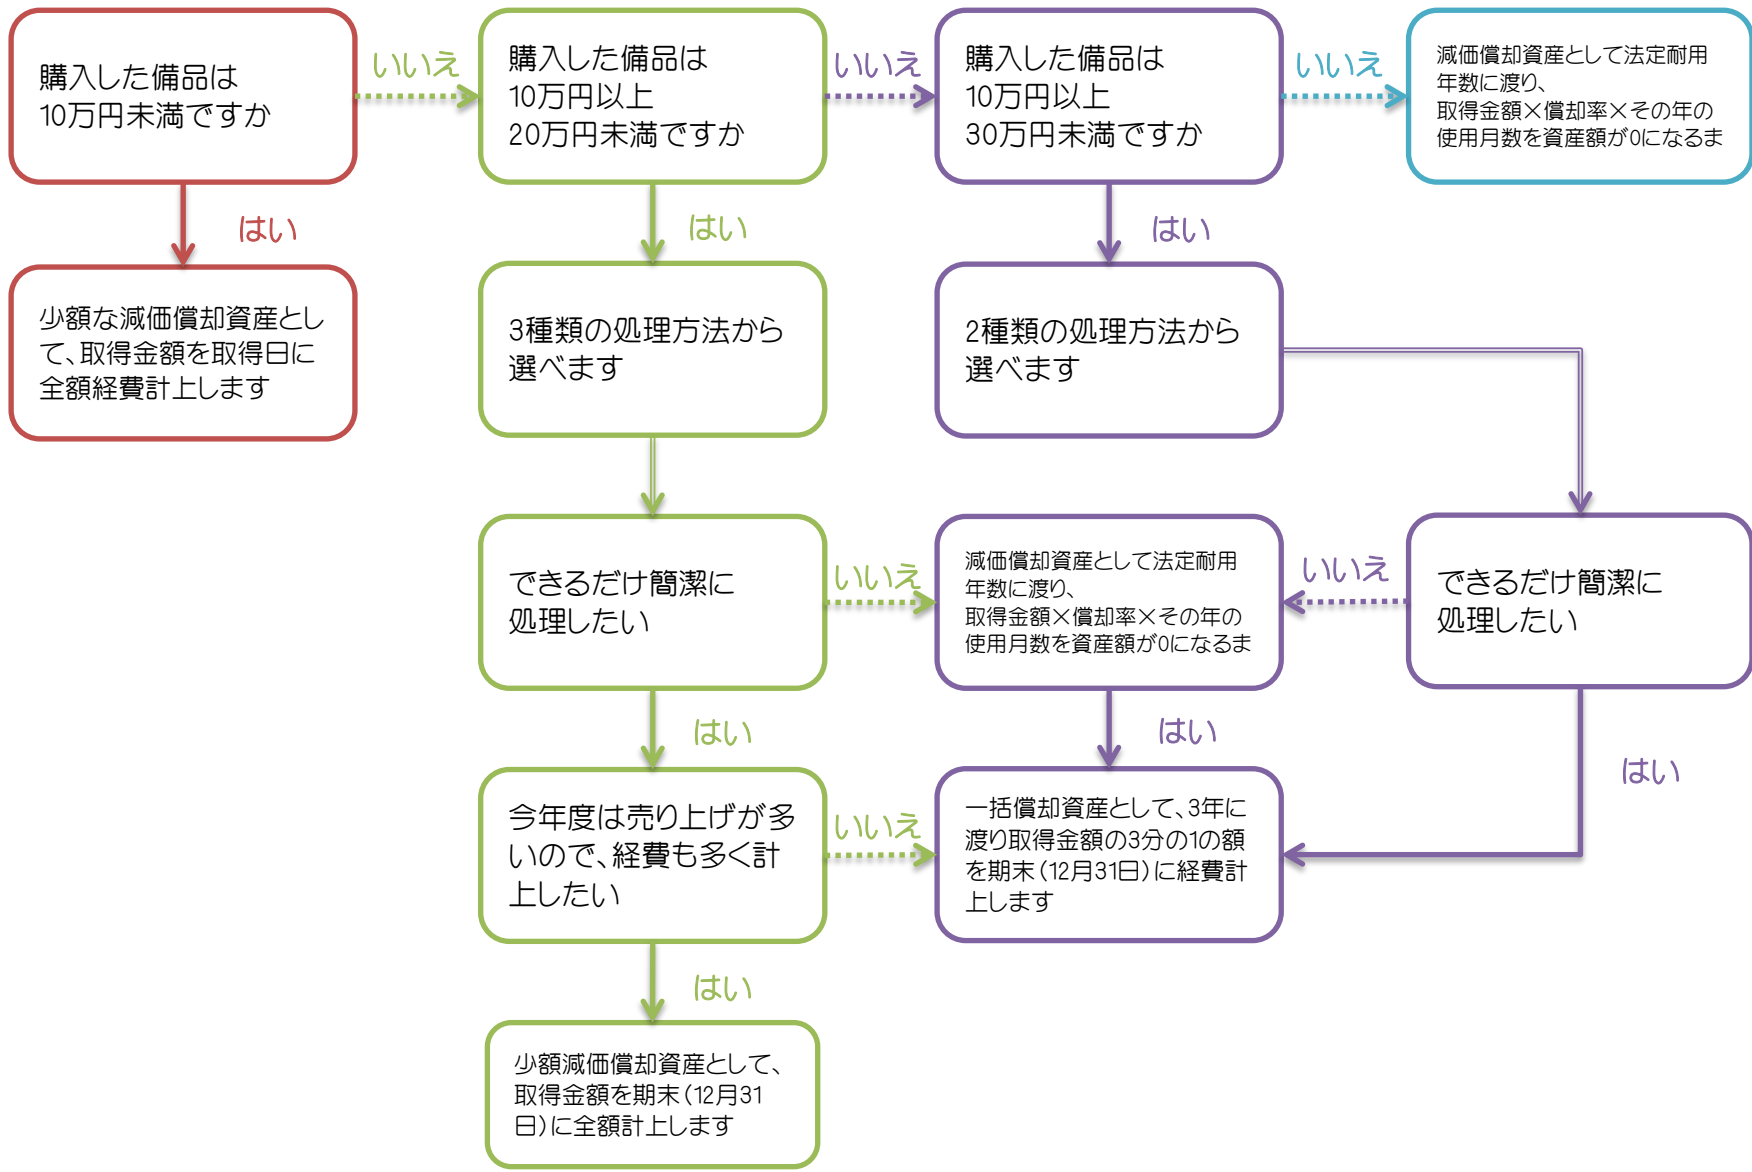 購入した備品は
10万円未満ですか
いいえ
購入した備品は
10万円以上
20万円未満ですか
いいえ
購入した備品は
10万円以上
30万円未満ですか
いいえ
減価償却資産として法定耐用
年数に渡り、
取得金額×償却率×その年の
使用月数を資産額が0になるま
はい
はい
はい
少額な減価償却資産とし
て、取得金額を取得日に
全額経費計上します
3種類の処理方法から
選べます
2種類の処理方法から
選べます
できるだけ簡潔に
処理したい
いいえ
減価償却資産として法定耐用
年数に渡り、
取得金額×償却率×その年の
使用月数を資産額が0になるま
いいえ
できるだけ簡潔に
処理したい
はい
はい
はい
今年度は売り上げが多
いので、経費も多く計
上したい
いいえ
一括償却資産として、3年に
渡り取得金額の3分の1の額
を期末(12月31日)に経費計
上します
はい
少額減価償却資産として、
取得金額を期末(12月31
日)に全額計上します